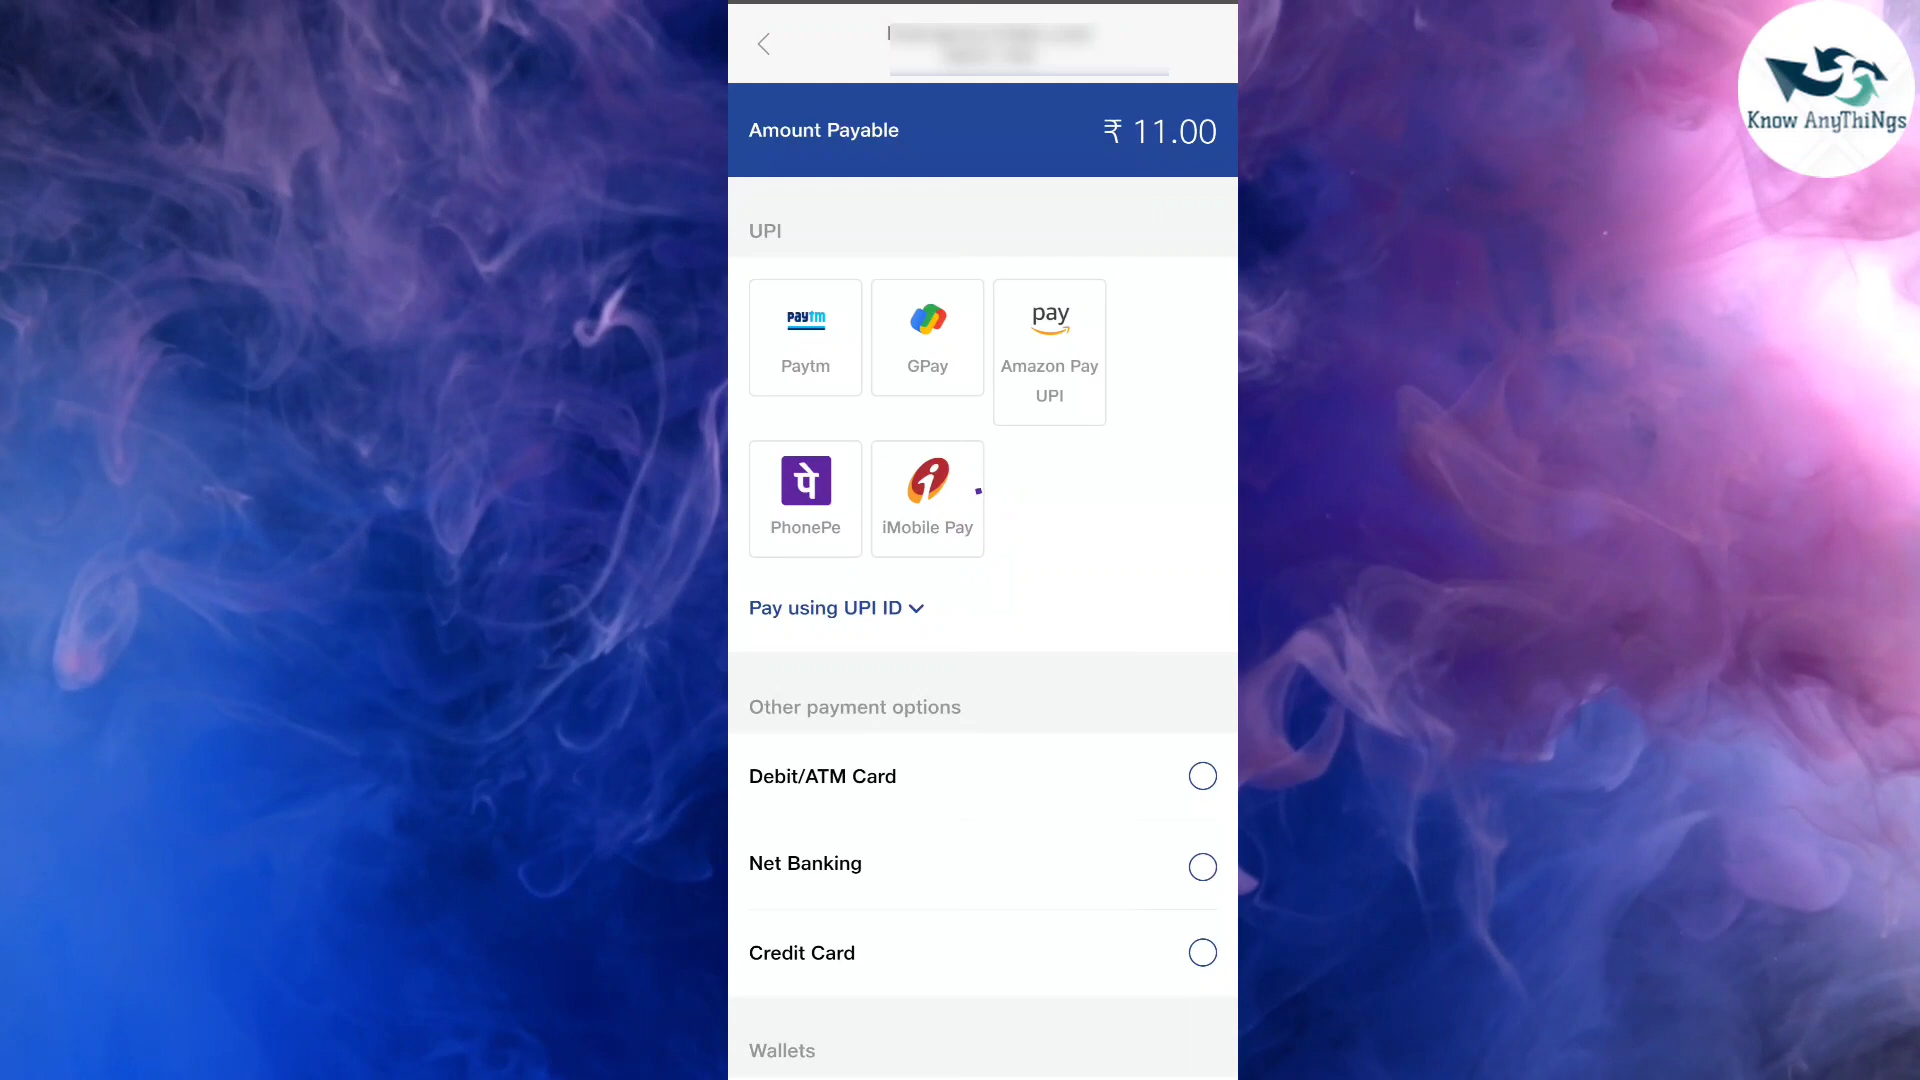 Know AnyThiNgs
Amount Payable
₹ 11.00
UPI
paytm
Paytm
GPay
pay
Amazon Pay
UPI
पे
PhonePe
i
iMobile Pay
Pay using UPI ID
Other payment options
Debit/ATM Card
Net Banking
Credit Card
Wallets